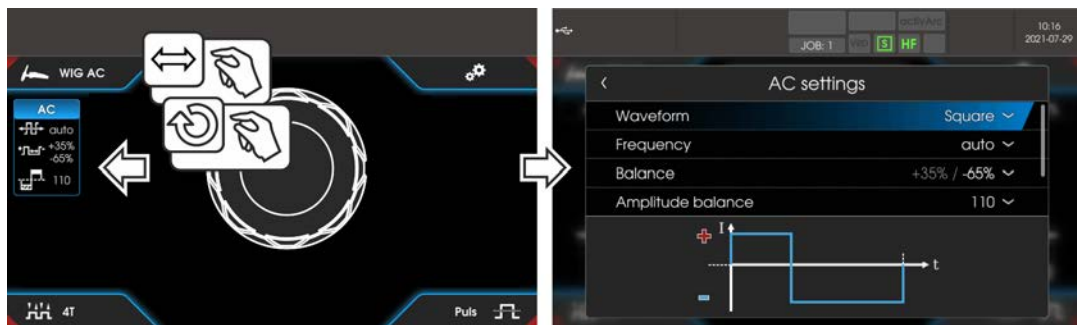 WIG AC
AC
auto
+35%
-65%
110
4T
Puls
activArc
10:16
JOB: 1
VRD
S
HF
2021-07-29
AC settings
Waveform
Square
Frequency
auto
Balance
+35% / -65%
Amplitude balance
110
I
t